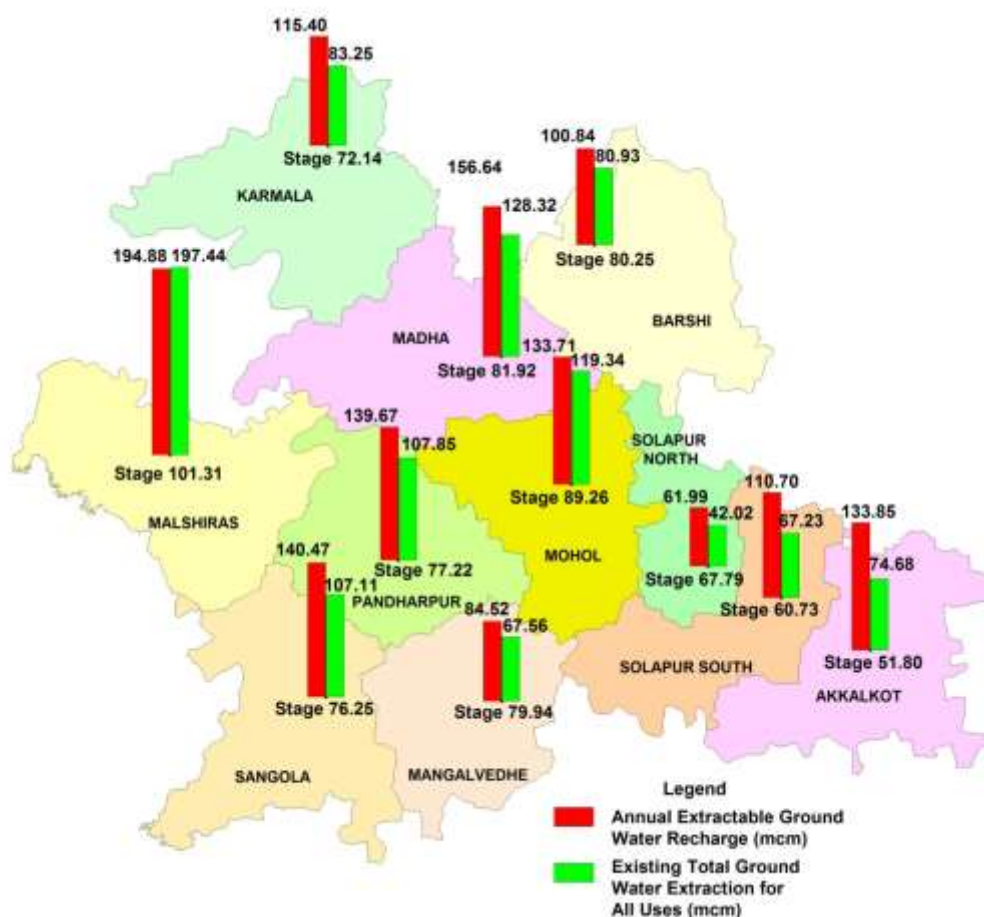 115.40
83.25
Stage 72.14
KARMALA
100.84
80.93
Stage 80.25
BARSHI
156.64
128.32
Stage 81.92
MADHA
194.88 197.44
Stage 101.31
MALSHIRAS
133.71
119.34
Stage 89.26
MOHOL
139.67
107.85
Stage 77.22
PANDHARPUR
SOLAPUR
NORTH
61.99
42.02
Stage 67.79
110.70
67.23
Stage 60.73
SOLAPUR SOUTH
133.85
74.68
Stage 51.80
AKKALKOT
140.47
107.11
Stage 76.25
SANGOLA
84.52
67.56
Stage 79.94
MANGALVEDHE
Legend
Annual Extractable Ground
Water Recharge (mcm)
Existing Total Ground
Water Extraction for
All Uses (mcm)